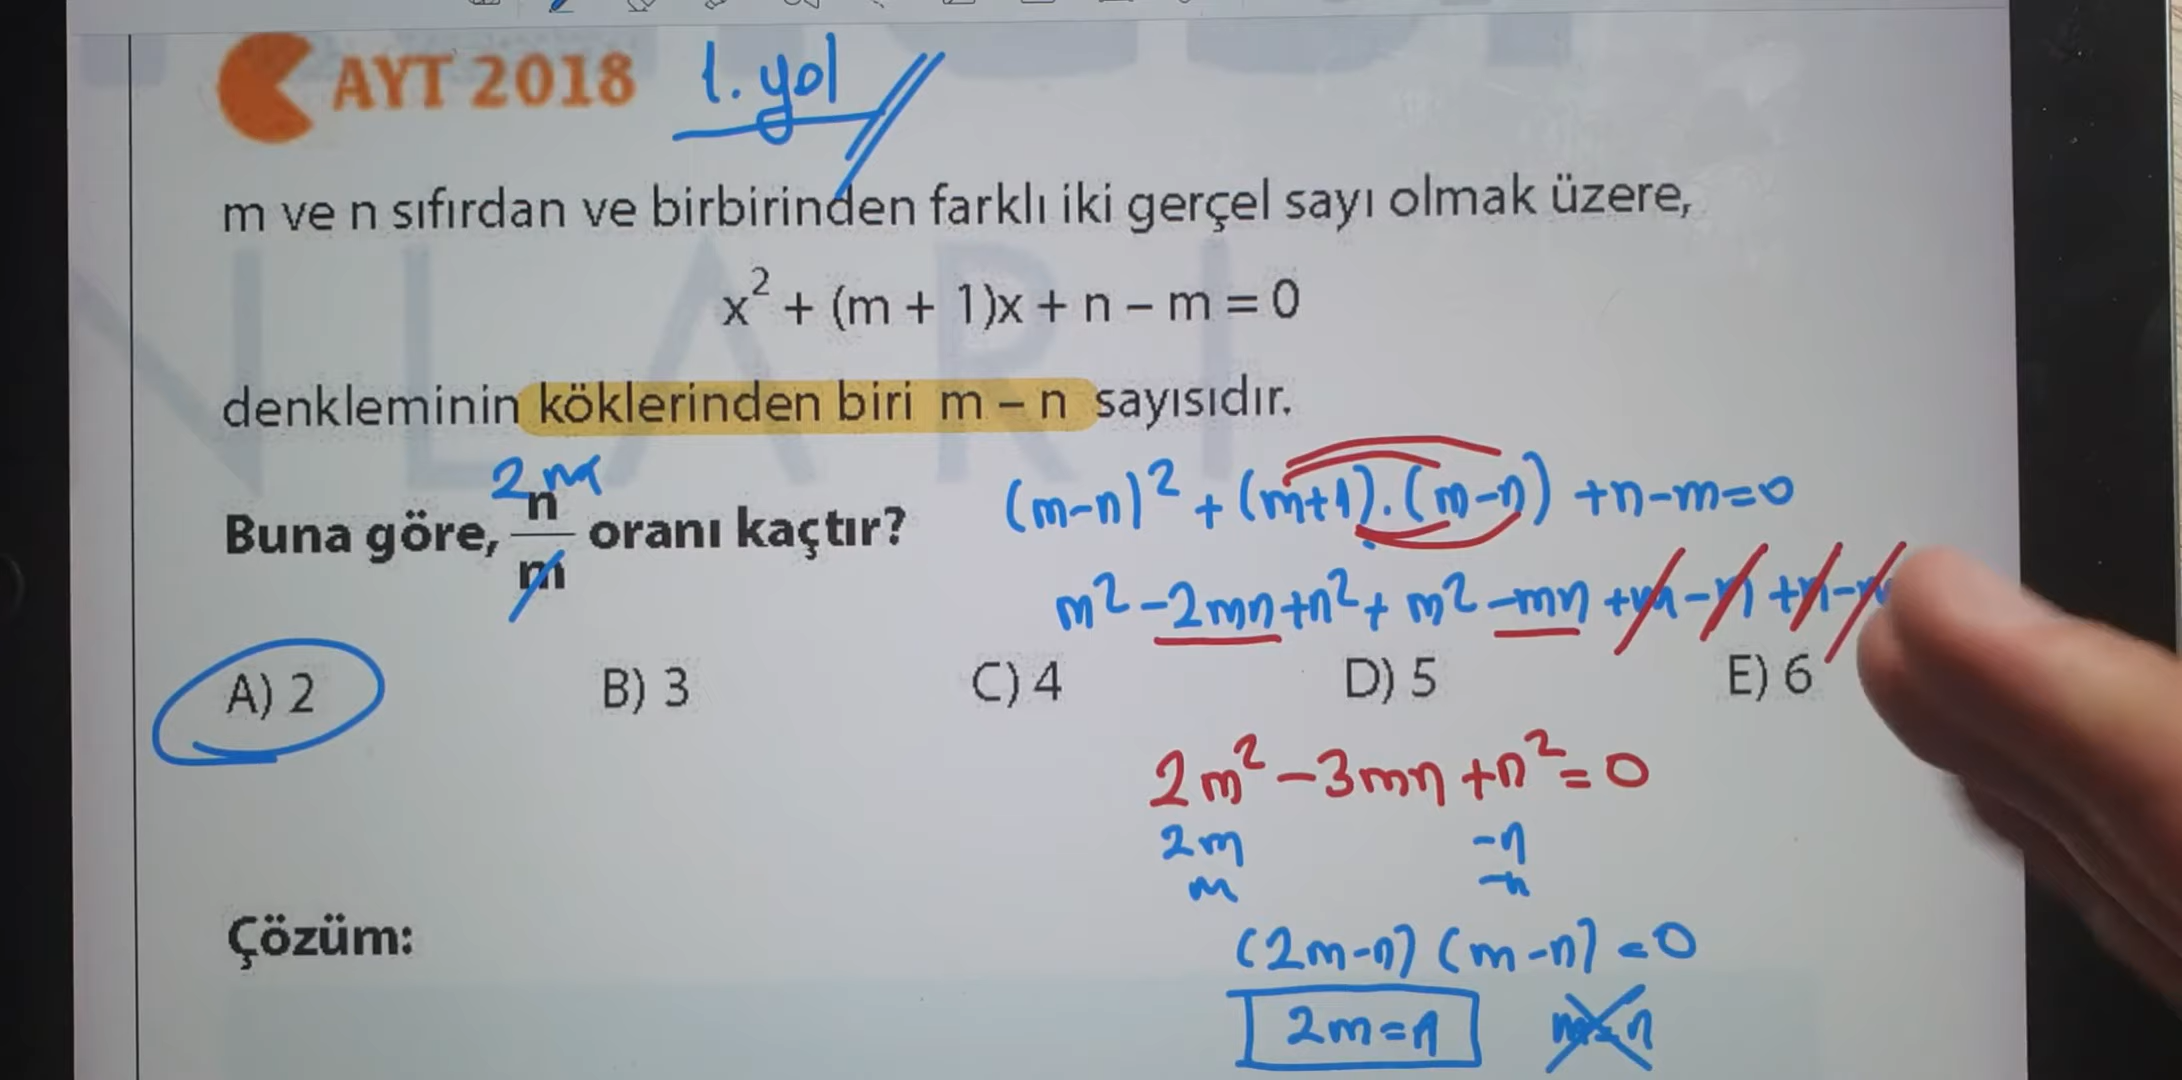 AYT 2018 1. yol
m ve n sıfırdan ve birbirinden farklı iki gerçel sayı olmak üzere,
x² + (m + 1)x + n – m = 0
denkleminin köklerinden biri m – n sayısıdır.
Buna göre, n/m oranı kaçtır?
2m
(m-n)² + (m+1).(m-n) +n-m=0
m² -2mn+n²+ m² -mn +m-n +n-
A) 2 B) 3 C) 4 D) 5 E) 6
2m² -3mn +n²=0
2m -n
m -n
(2m-n) (m-n) =0
2m=n m=n
Çözüm: